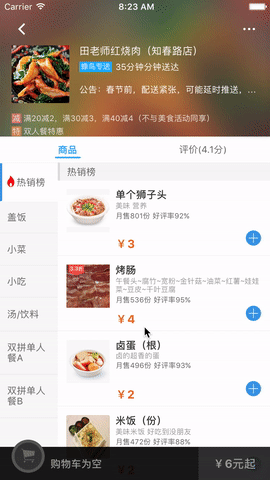 8:23 AM
田老师红烧肉（知春路店）
蜂鸟专送 35分钟分钟送达
公告：春节前，配送紧张，可能延时推送，...
减 满20减2，满30减3，满40减4（不与美食活动同享）
特 双人餐特惠
商品 评价(4.1分)
热销榜
盖饭
小菜
小吃
汤/饮料
双拼单人餐A
双拼单人餐B
热销榜
单个狮子头
美味 营养
月售801份 好评率92%
¥3
烤肠
午餐头~腐竹~宽粉~金针菇~油菜~红薯~娃娃
菜~豆皮~千叶豆腐
月售536份 好评率95%
¥4
卤蛋（根）
卤的超香的蛋
月售496份 好评率93%
¥2
米饭（份）
美味米饭 好吃到没朋友
月售472份 好评率88%
¥2
购物车为空
¥6元起